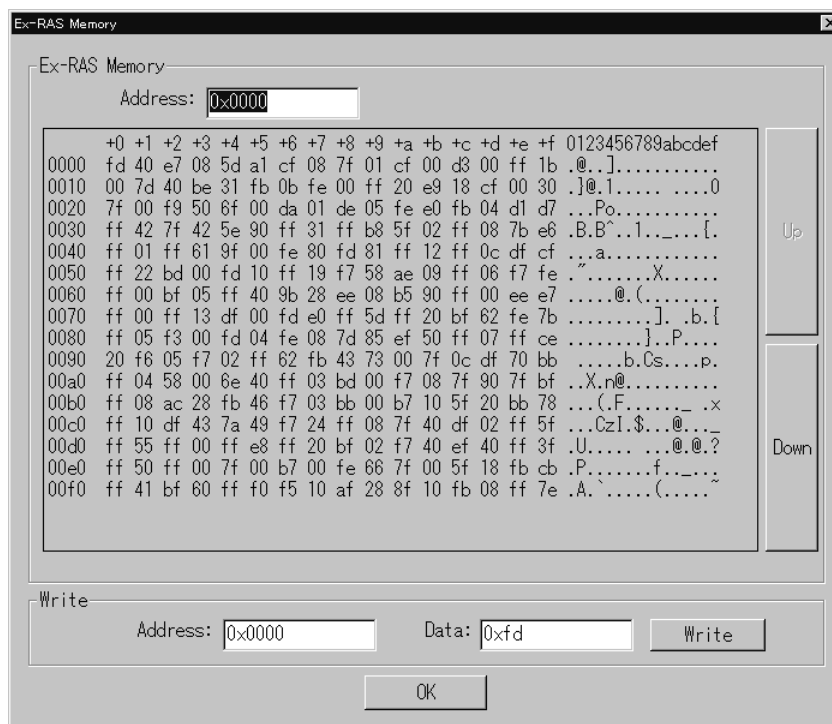 Ex-RAS Memory
Ex-RAS Memory
Address: 0x0000
+0 +1 +2 +3 +4 +5 +6 +7 +8 +9 +a +b +c +d +e +f 0123456789abcdef
0000 fd 40 e7 08 5d a1 cf 08 7f 01 cf 00 d3 00 ff 1b .@..]...........
0010 00 7d 40 be 31 fb 0b fe 00 ff 20 e9 18 cf 00 30 .}@.1..... ....0
0020 7f 00 f9 50 6f 00 da 01 de 05 fe e0 fb 04 d1 d7 ...Po...........
0030 ff 42 7f 42 5e 90 ff 31 ff b8 5f 02 ff 08 7b e6 .B.B^..1.._...{.
0040 ff 01 ff 61 9f 00 fe 80 fd 81 ff 12 ff 0c df cf ...a............
0050 ff 22 bd 00 fd 10 ff 19 f7 58 ae 09 ff 06 f7 fe .".......X......
0060 ff 00 bf 05 ff 40 9b 28 ee 08 b5 90 ff 00 ee e7 .....@.(........
0070 ff 00 ff 13 df 00 fd e0 ff 5d ff 20 bf 62 fe 7b .........]. .b.{
0080 ff 05 f3 00 fd 04 fe 08 7d 85 ef 50 ff 07 ff ce ........}..P....
0090 20 f6 05 f7 02 ff 62 fb 43 73 00 7f 0c df 70 bb  .....b.Cs....p.
00a0 ff 04 58 00 6e 40 ff 03 bd 00 f7 08 7f 90 7f bf ..X.n@..........
00b0 ff 08 ac 28 fb 46 f7 03 bb 00 b7 10 5f 20 bb 78 ...(.F......_ .x
00c0 ff 10 df 43 7a 49 f7 24 ff 08 7f 40 df 02 ff 5f ...CzI.$...@..._
00d0 ff 55 ff 00 ff e8 ff 20 bf 02 f7 40 ef 40 ff 3f .U..... ...@.@.?
00e0 ff 50 ff 00 7f 00 b7 00 fe 66 7f 00 5f 18 fb cb .P.......f.._...
00f0 ff 41 bf 60 ff f0 f5 10 af 28 8f 10 fb 08 ff 7e .A.`.....(.....~
Up
Down
Write
Address: 0x0000 Data: 0xfd Write
OK